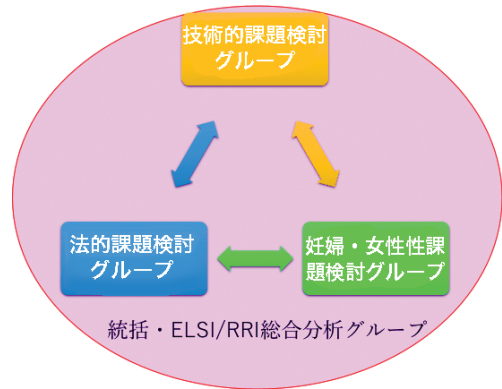 技術的課題検討
グループ
法的課題検討
グループ
妊婦・女性性課
題検討グループ
統括・ELSI/RRI総合分析グループ